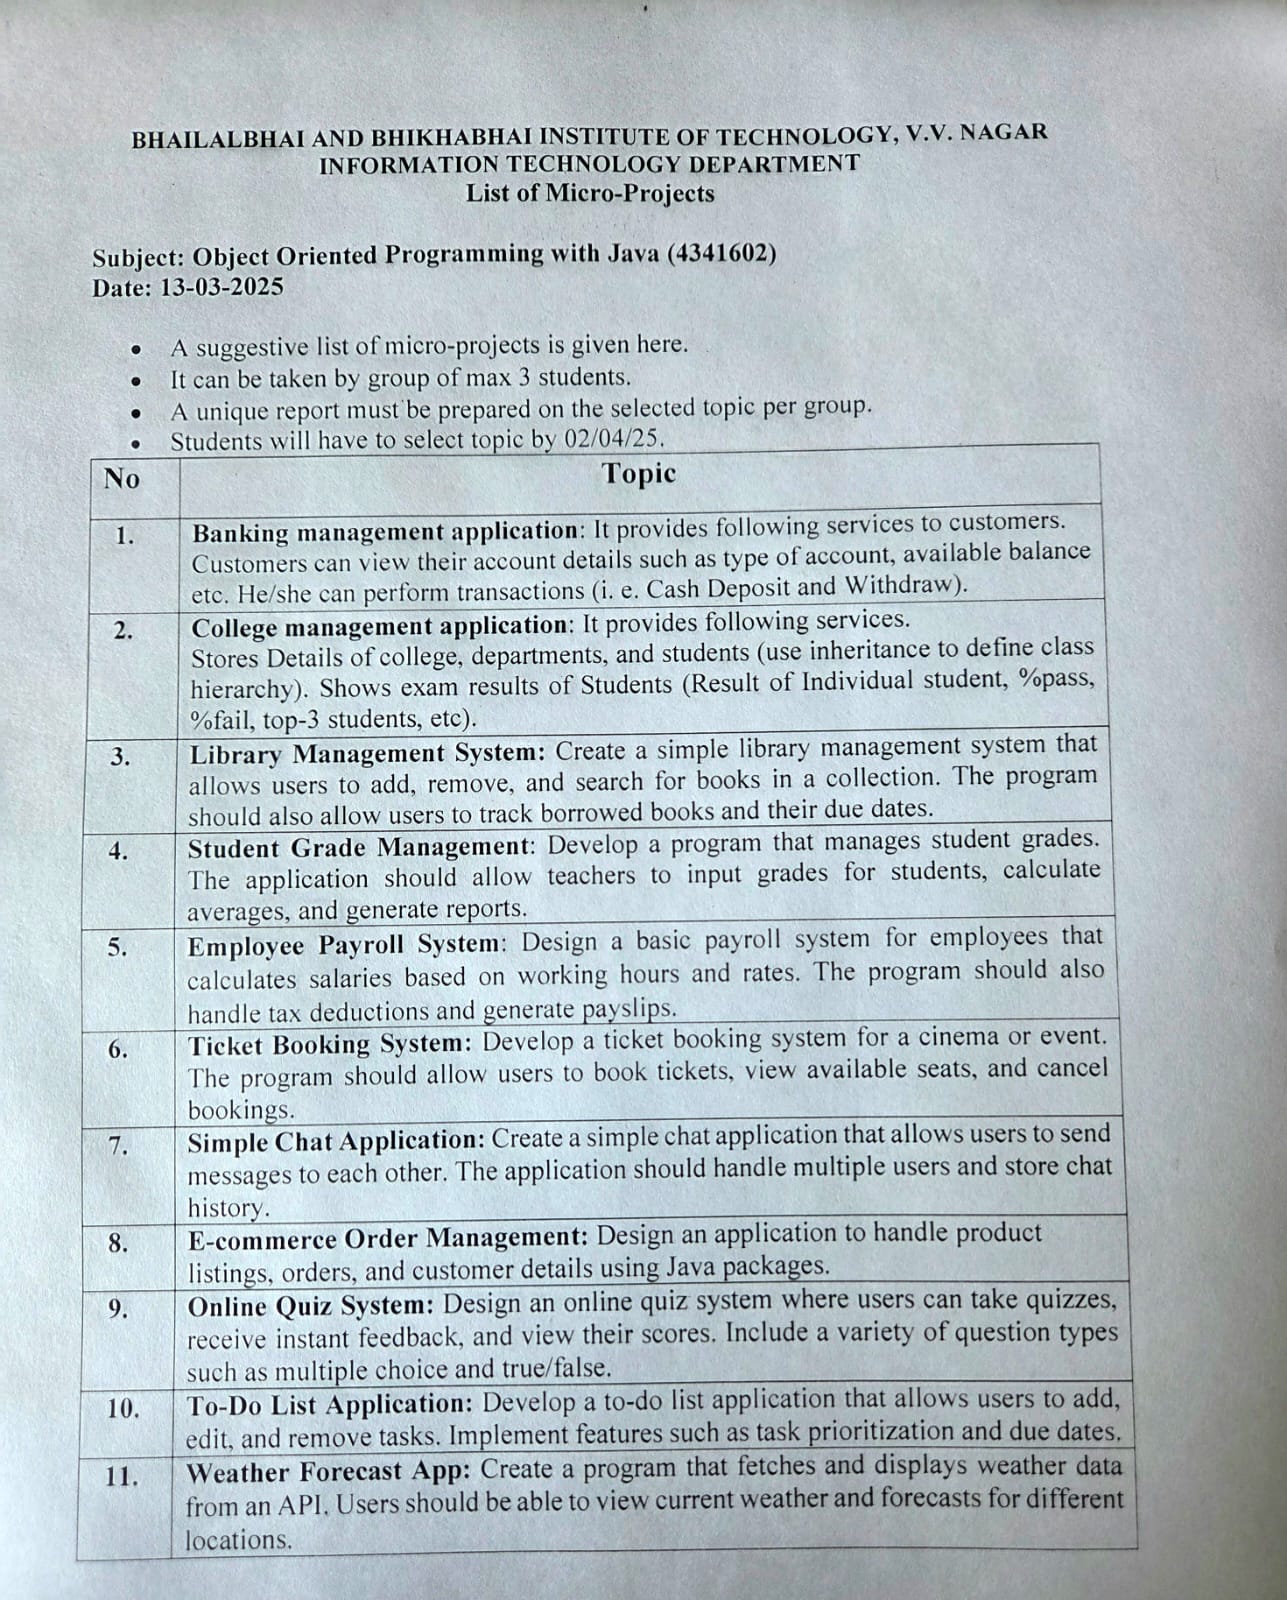 BHAILALBHAI AND BHIKHABHAI INSTITUTE OF TECHNOLOGY, V.V. NAGAR
INFORMATION TECHNOLOGY DEPARTMENT
List of Micro-Projects
Subject: Object Oriented Programming with Java (4341602)
Date: 13-03-2025
• A suggestive list of micro-projects is given here.
• It can be taken by group of max 3 students.
• A unique report must be prepared on the selected topic per group.
• Students will have to select topic by 02/04/25.
No Topic
1. Banking management application: It provides following services to customers.
Customers can view their account details such as type of account, available balance
etc. He/she can perform transactions (i. e. Cash Deposit and Withdraw).
2. College management application: It provides following services.
Stores Details of college, departments, and students (use inheritance to define class
hierarchy). Shows exam results of Students (Result of Individual student, %pass,
%fail, top-3 students, etc).
3. Library Management System: Create a simple library management system that
allows users to add, remove, and search for books in a collection. The program
should also allow users to track borrowed books and their due dates.
4. Student Grade Management: Develop a program that manages student grades.
The application should allow teachers to input grades for students, calculate
averages, and generate reports.
5. Employee Payroll System: Design a basic payroll system for employees that
calculates salaries based on working hours and rates. The program should also
handle tax deductions and generate payslips.
6. Ticket Booking System: Develop a ticket booking system for a cinema or event.
The program should allow users to book tickets, view available seats, and cancel
bookings.
7. Simple Chat Application: Create a simple chat application that allows users to send
messages to each other. The application should handle multiple users and store chat
history.
8. E-commerce Order Management: Design an application to handle product
listings, orders, and customer details using Java packages.
9. Online Quiz System: Design an online quiz system where users can take quizzes,
receive instant feedback, and view their scores. Include a variety of question types
such as multiple choice and true/false.
10. To-Do List Application: Develop a to-do list application that allows users to add,
edit, and remove tasks. Implement features such as task prioritization and due dates.
11. Weather Forecast App: Create a program that fetches and displays weather data
from an API. Users should be able to view current weather and forecasts for different
locations.